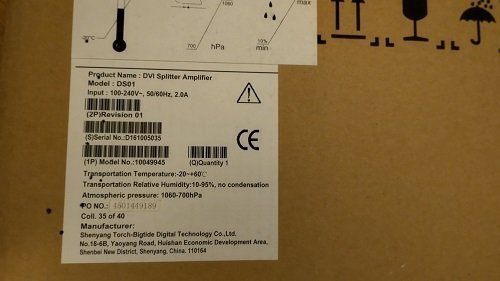 -20°C
1060
700
hPa
max
10%
min
Product Name : DVI Splitter Amplifier
Model : DS01
Input : 100-240V~, 50/60Hz, 2.0A
(2P)Revision 01
(S)Serial No.:D161005035
CE
(1P) Model No.:10049945 (Q)Quantity 1
Transportation Temperature:-20~+60℃
Transportation Relative Humidity:10-95%, no condensation
Atmospheric pressure: 1060-700hPa
PO NO.: 4501449189
Coll. 35 of 40
Manufacturer:
Shenyang Torch-Bigtide Digital Technology Co.,Ltd.
No.18-6B, Yaoyang Road, Huishan Economic Development Area,
Shenbei New District, Shenyang, China. 110164